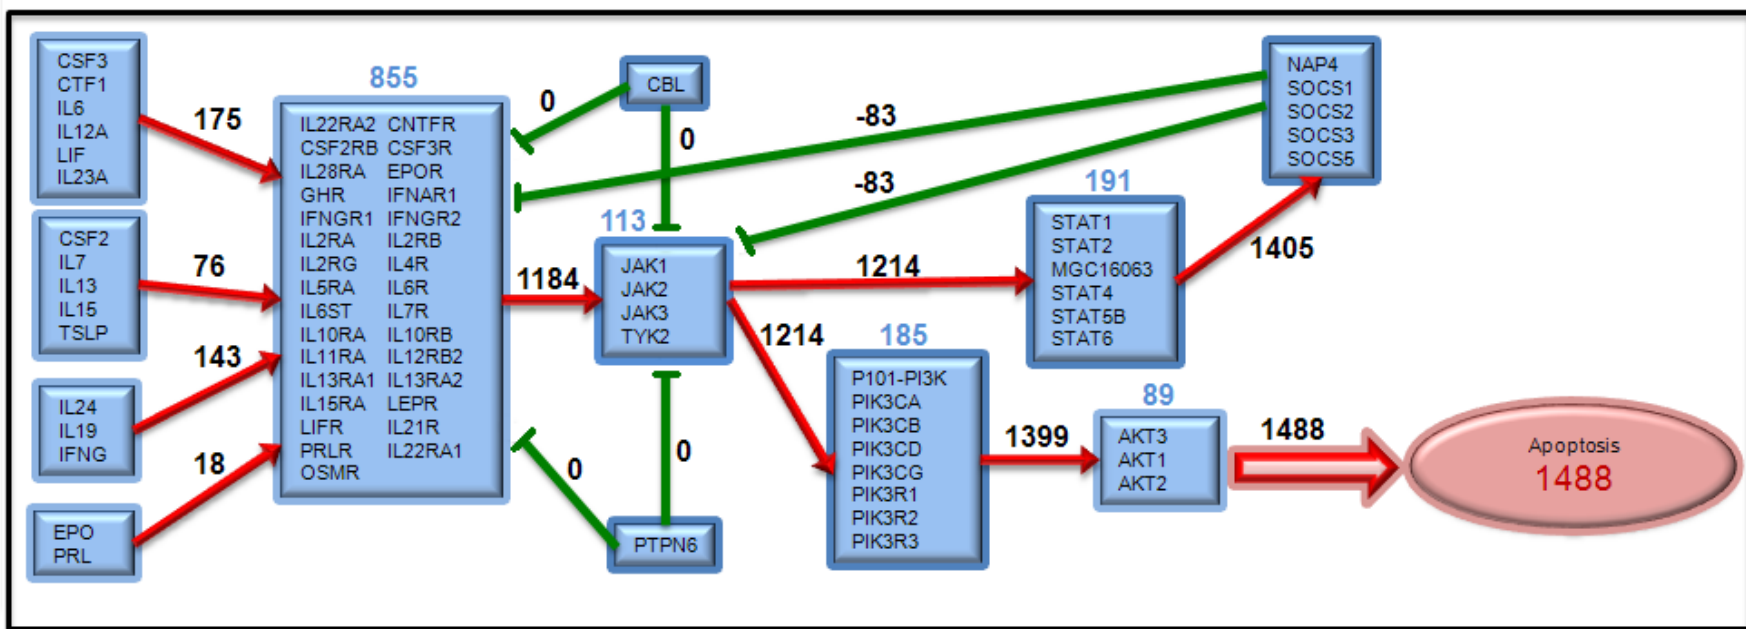 CSF3
CTF1
IL6
IL12A
LIF
IL23A
175
CSF2
IL7
IL13
IL15
TSLP
76
IL24
IL19
IFNG
143
EPO
PRL
18
855
IL22RA2 CNTFR
CSF2RB CSF3R
IL28RA EPOR
GHR IFNAR1
IFNGR1 IFNGR2
IL2RA IL2RB
IL2RG IL4R
IL5RA IL6R
IL6ST IL7R
IL10RA IL10RB
IL11RA IL12RB2
IL13RA1 IL13RA2
IL15RA LEPR
LIFR IL21R
PRLR IL22RA1
OSMR
CBL
0
0
-83
-83
1184
113
JAK1
JAK2
JAK3
TYK2
0
0
PTPN6
1214
1214
191
STAT1
STAT2
MGC16063
STAT4
STAT5B
STAT6
1405
NAP4
SOCS1
SOCS2
SOCS3
SOCS5
185
P101-PI3K
PIK3CA
PIK3CB
PIK3CD
PIK3CG
PIK3R1
PIK3R2
PIK3R3
1399
89
AKT3
AKT1
AKT2
1488
Apoptosis
1488